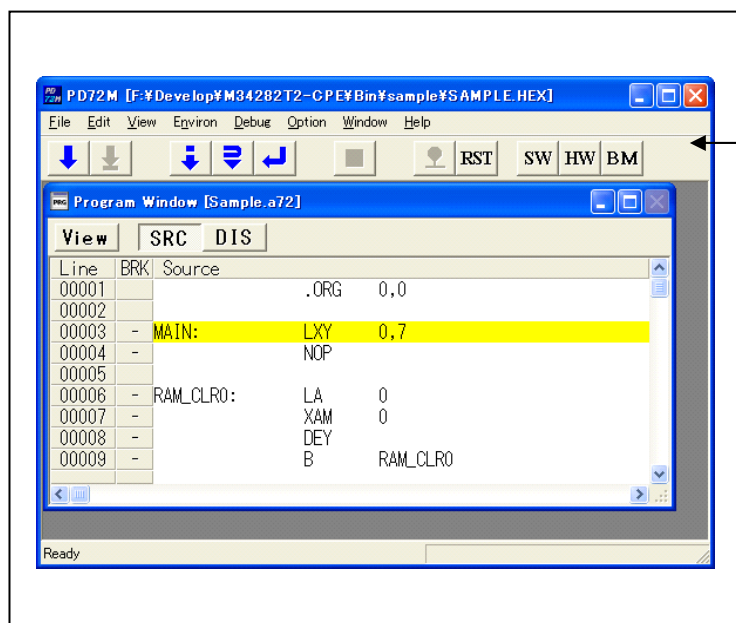 PD72M [F:¥Develop¥M34282T2-CPE¥Bin¥sample¥SAMPLE.HEX]
File Edit View Environ Debug Option Window Help
RST SW HW BM
Program Window [Sample.a72]
View SRC DIS
Line BRK Source
00001 .ORG 0,0
00002
00003 - MAIN: LXY 0,7
00004 - NOP
00005
00006 - RAM_CLR0: LA 0
00007 - XAM 0
00008 - DEY
00009 - B RAM_CLR0
Ready